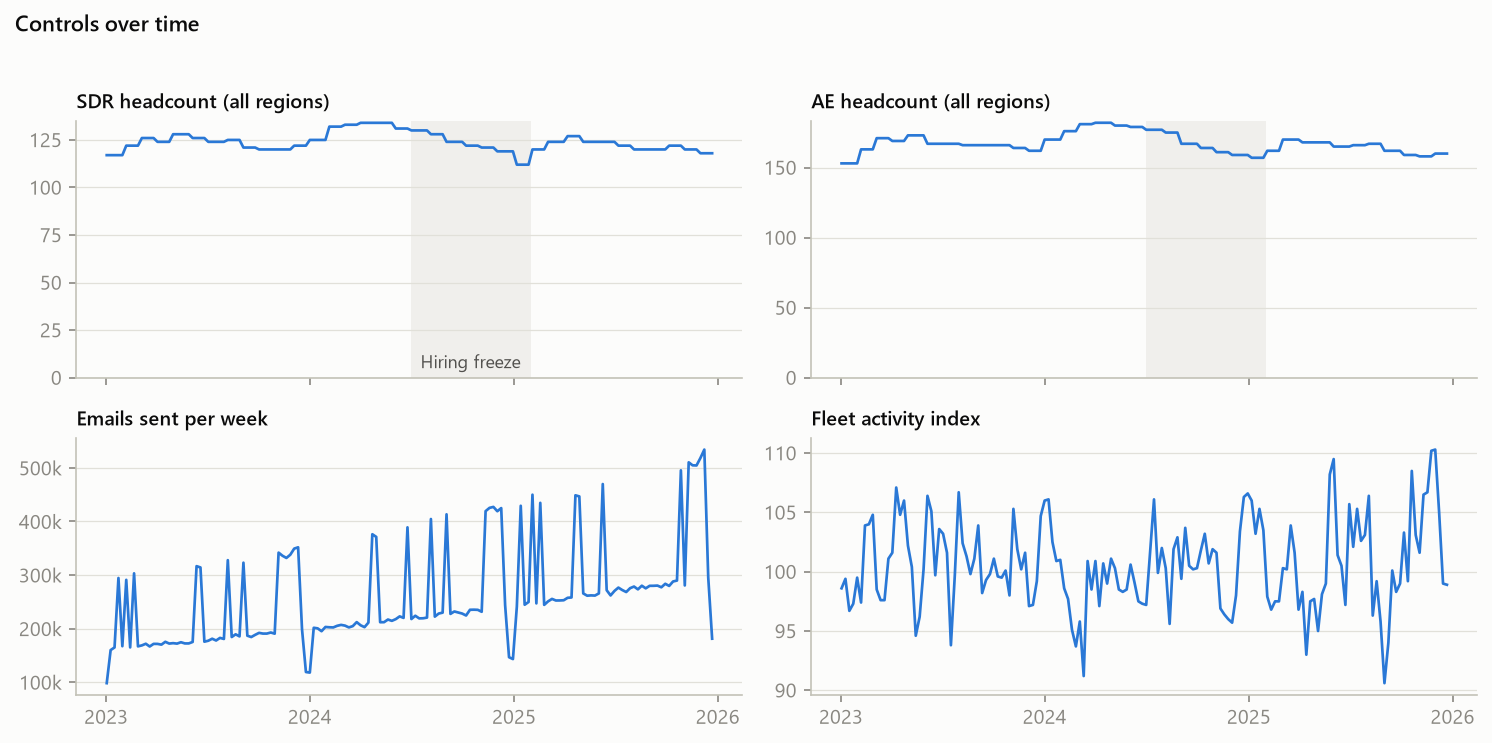 Controls over time
SDR headcount (all regions)
125
100
75
50
25
0
Hiring freeze
AE headcount (all regions)
150
100
50
0
Emails sent per week
500k
400k
300k
200k
100k
2023
2024
2025
2026
Fleet activity index
110
105
100
95
90
2023
2024
2025
2026